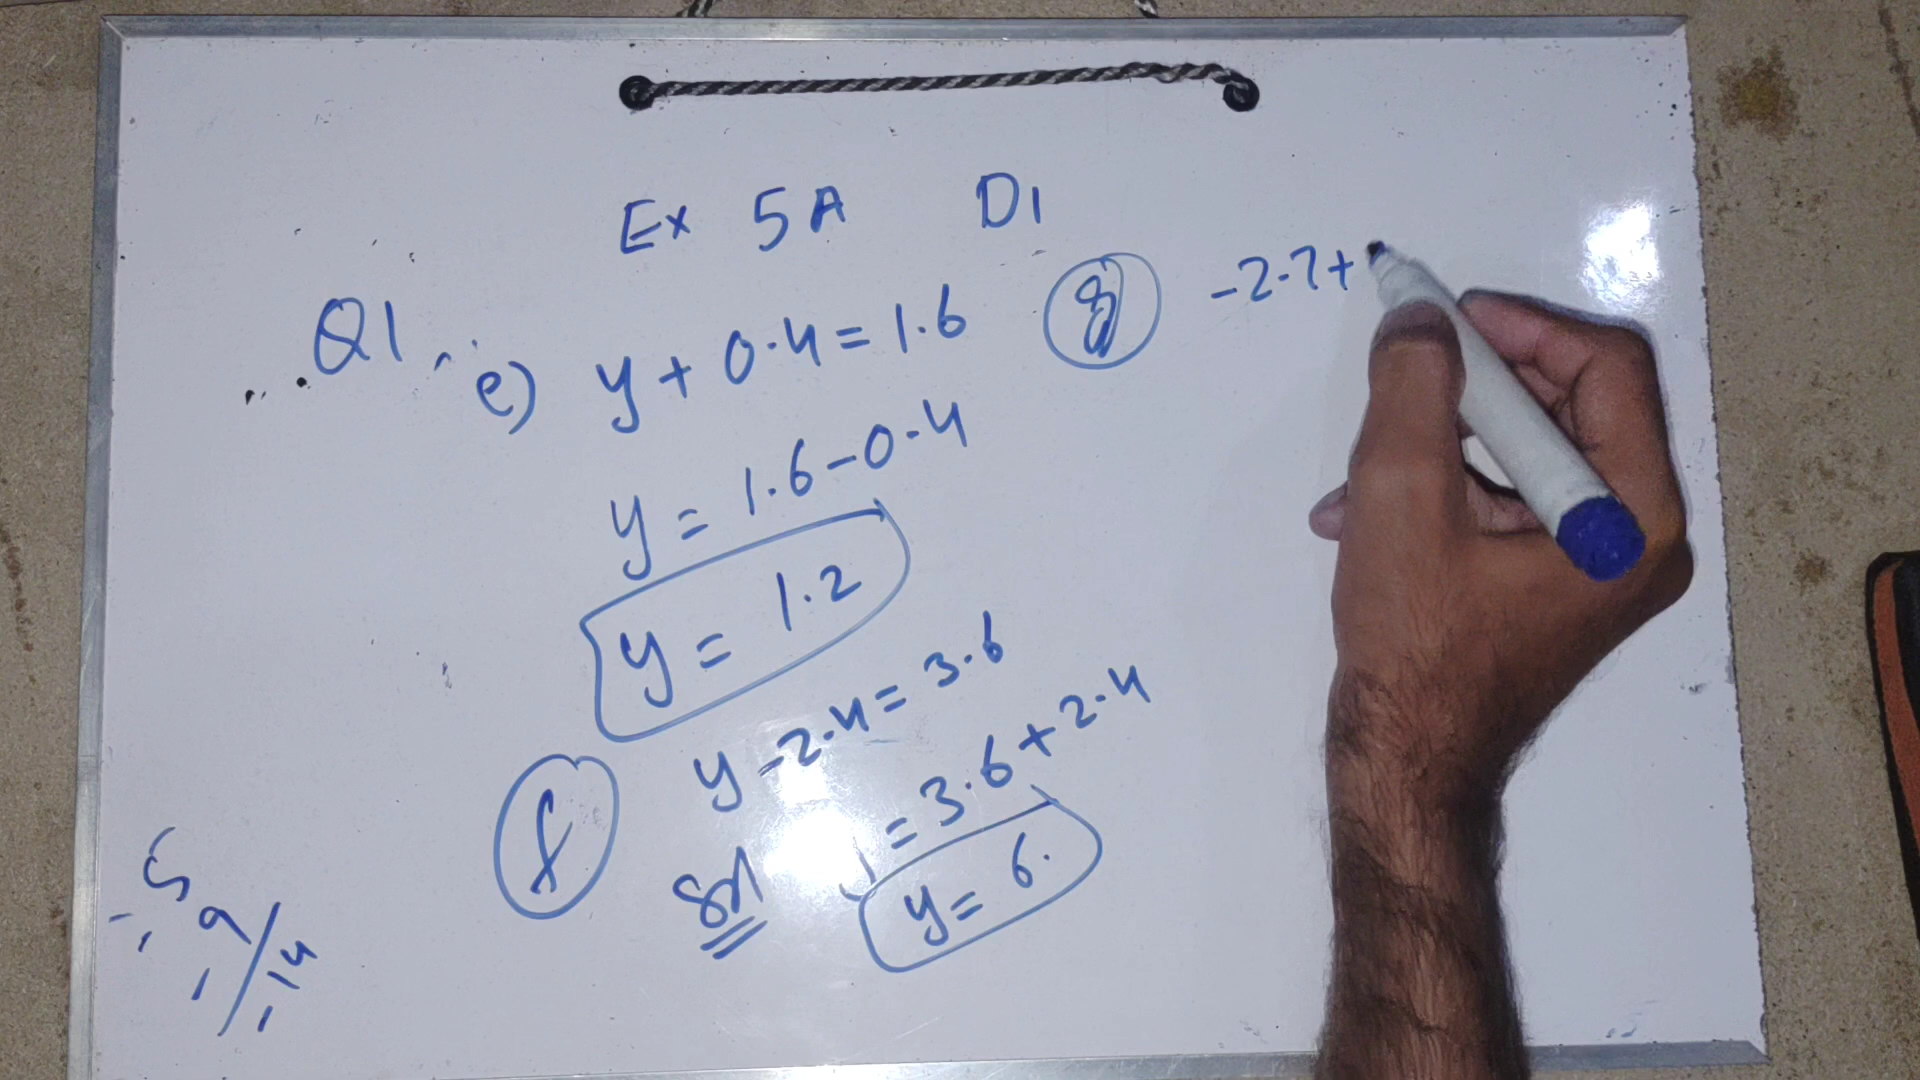 Ex 5A D1
Q1.
e) y + 0.4 = 1.6
y = 1.6 - 0.4
y = 1.2
f y - 2.4 = 3.6
Sol y = 3.6 + 2.4
y = 6.
g -2.7 +